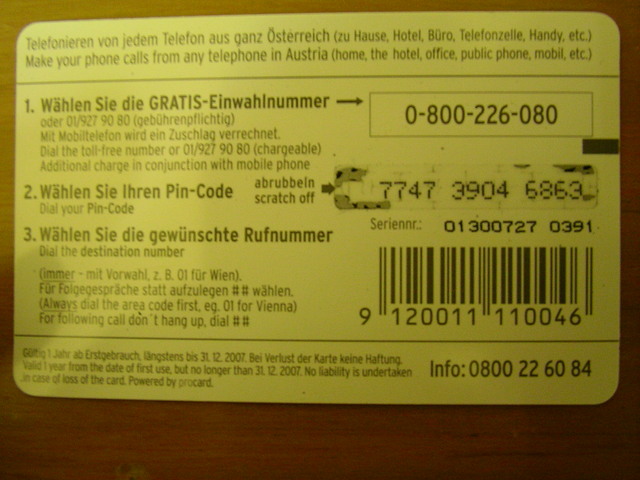 Telefonieren von jedem Telefon aus ganz Österreich (zu Hause, Hotel, Büro, Telefonzelle, Handy, etc.)
Make your phone calls from any telephone in Austria (home, the hotel, office, public phone, mobil, etc.)
1. Wählen Sie die GRATIS-Einwahlnummer
0-800-226-080
oder 01/927 90 80 (gebührenpflichtig)
Mit Mobiltelefon wird ein Zuschlag verrechnet.
Dial the toll-free number or 01/927 90 80 (chargeable)
Additional charge in conjunction with mobile phone
2. Wählen Sie Ihren Pin-Code
Dial your Pin-Code
abrubbeln
scratch off
7747 3904 6863
Seriennr.: 01300727 0391
3. Wählen Sie die gewünschte Rufnummer
Dial the destination number
(immer - mit Vorwahl, z. B. 01 für Wien).
Für Folgegespräche statt aufzulegen ## wählen.
(Always dial the area code first, eg. 01 for Vienna)
For following call don´t hang up, dial ##
9 120011 110046
Gültig 1 Jahr ab Erstgebrauch, längstens bis 31. 12. 2007. Bei Verlust der Karte keine Haftung.
Valid 1 year from the date of first use, but no longer than 31. 12. 2007. No liability is undertaken
in case of loss of the card. Powered by procard.
Info: 0800 22 60 84